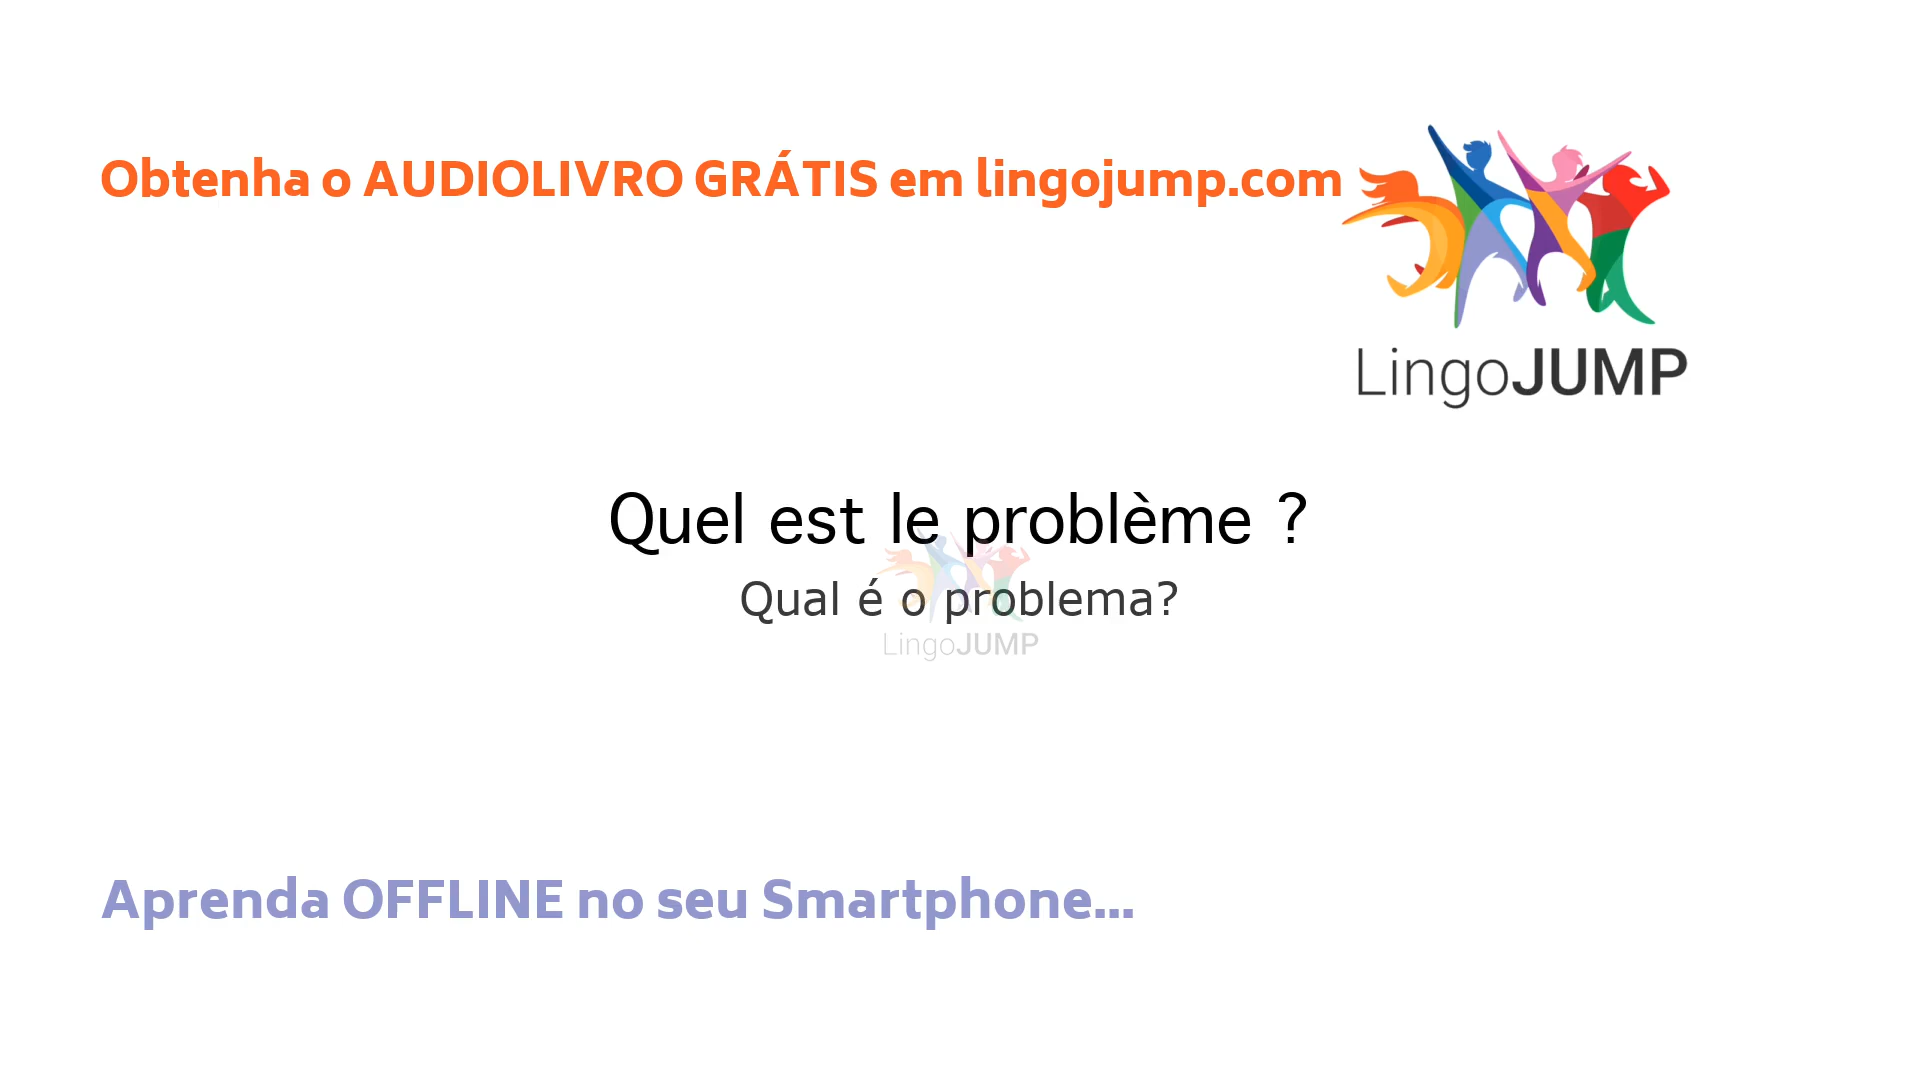 Obtenha o AUDIOLIVRO GRÁTIS em lingojump.com
LingoJUMP
Quel est le problème ?
Qual é o problema?
LingoJUMP
Aprenda OFFLINE no seu Smartphone...